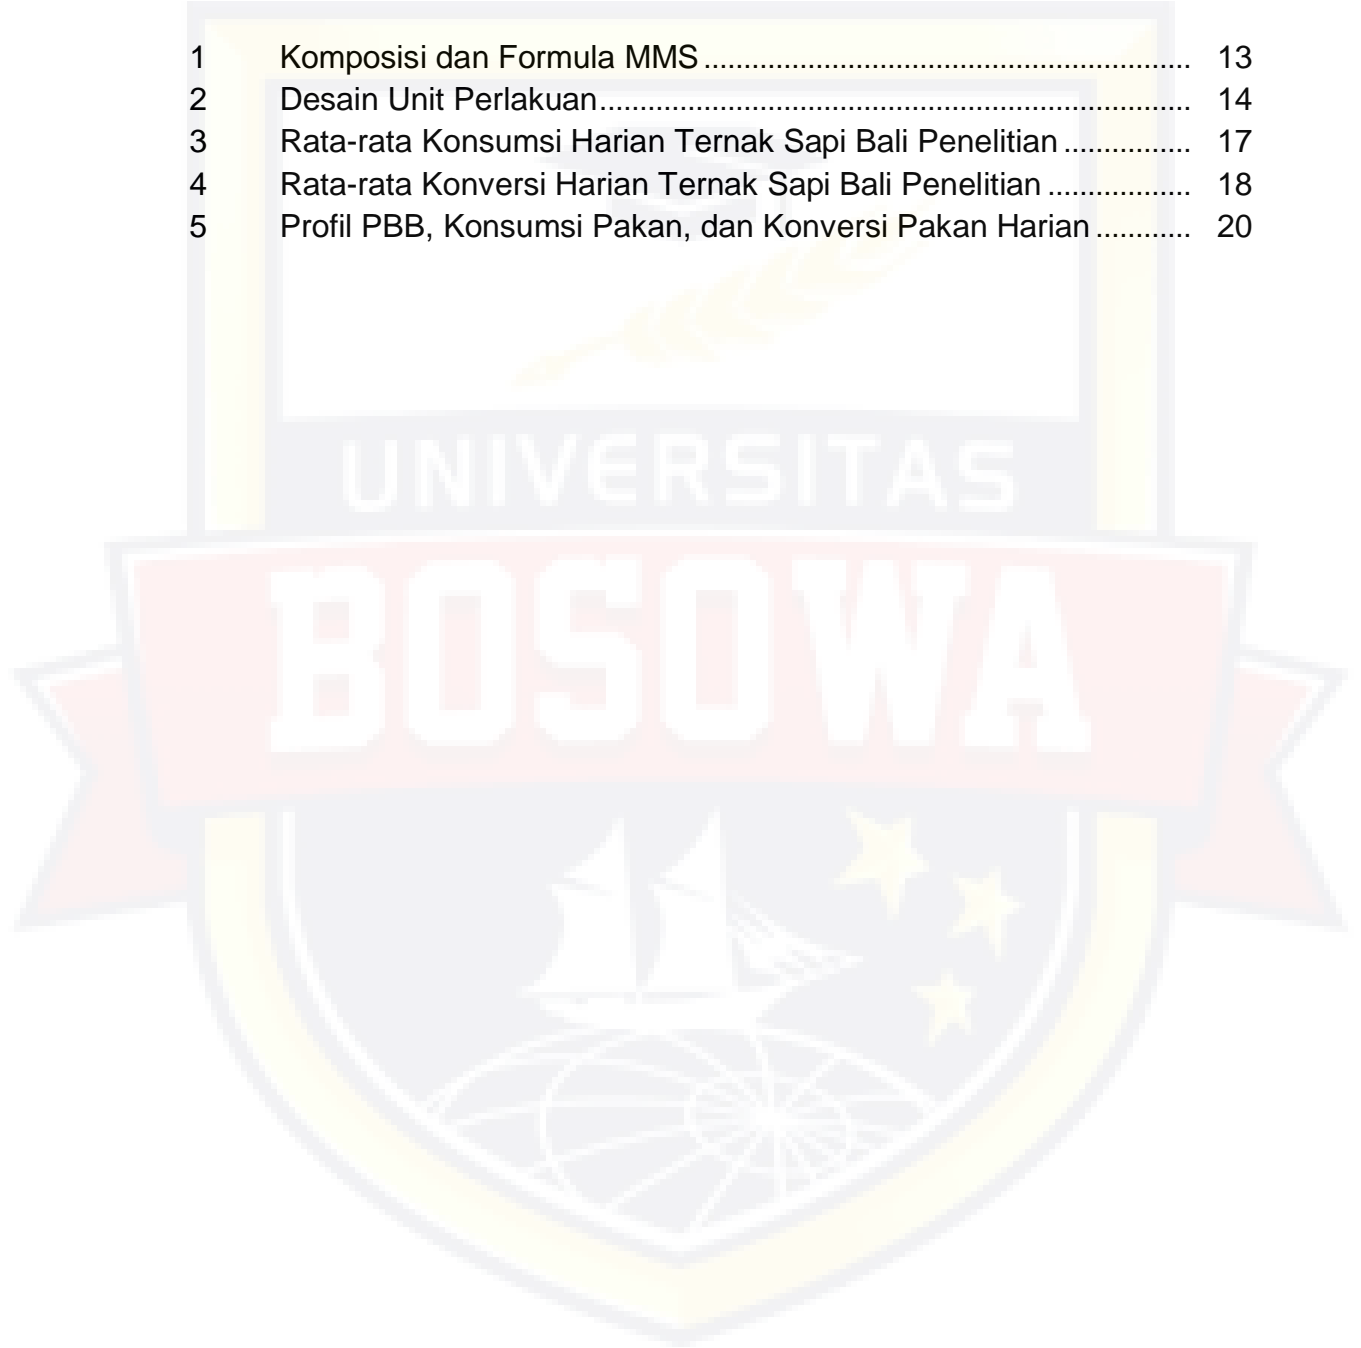 1 Komposisi dan Formula MMS ............................................................. 13
2 Desain Unit Perlakuan.......................................................................... 14
3 Rata-rata Konsumsi Harian Ternak Sapi Bali Penelitian ................ 17
4 Rata-rata Konversi Harian Ternak Sapi Bali Penelitian .................. 18
5 Profil PBB, Konsumsi Pakan, dan Konversi Pakan Harian ............ 20
UNIVERSITAS
BOSOWA